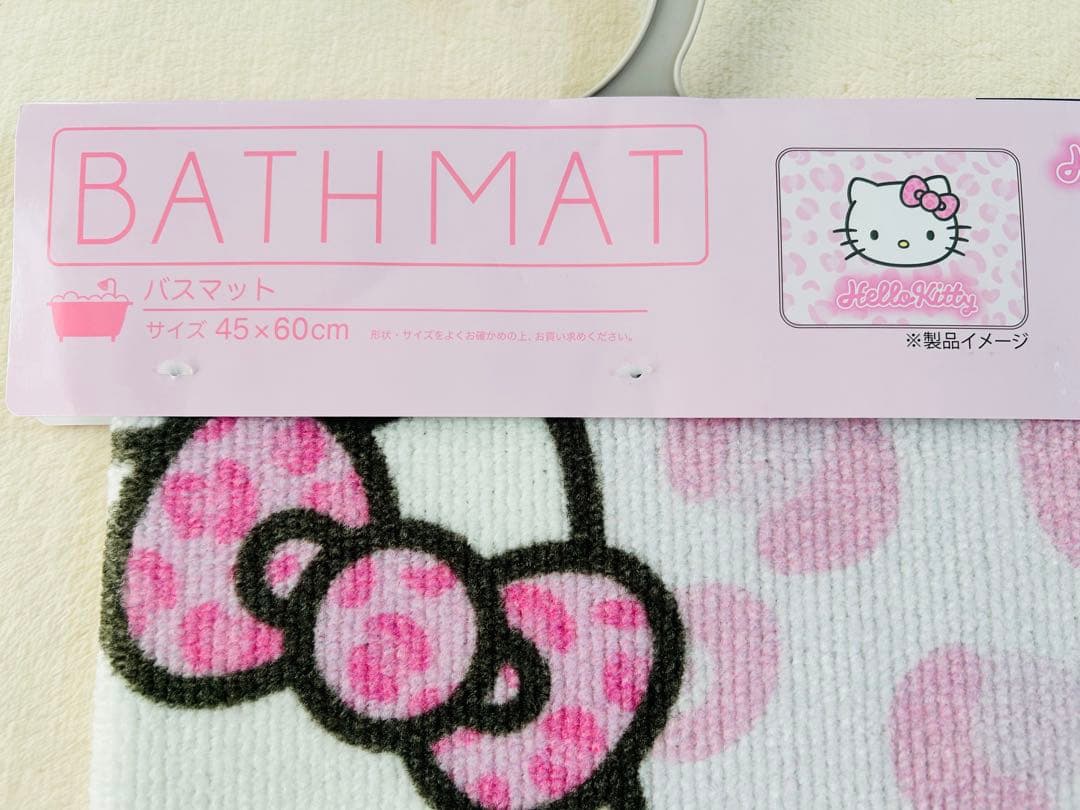 BATH MAT
バスマット
サイズ 45×60cm
形状・サイズをよくお確かめの上、お買い求めください。
Hello Kitty
※製品イメージ